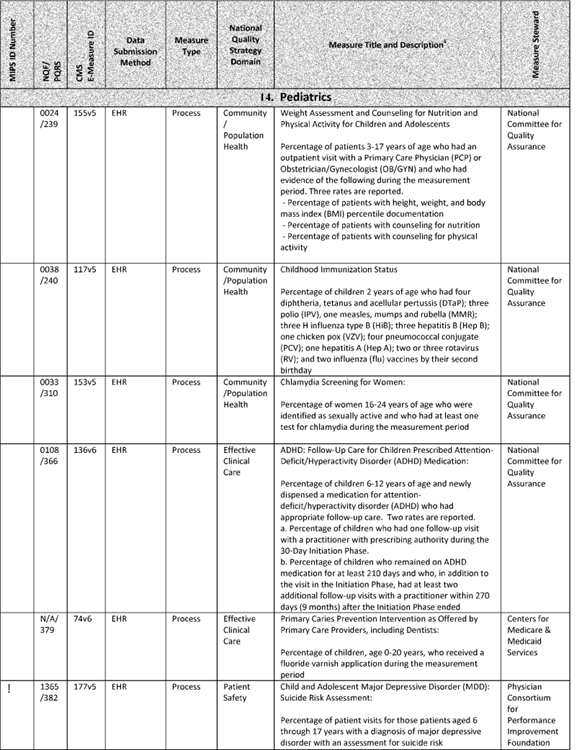 MIPS ID Number
NQF/
PQRS
CMS
E-Measure ID
Data
Submission
Method
Measure
Type
National
Quality
Strategy
Domain
Measure Title and Description¥
Measure Steward
14. Pediatrics
0024
/239
155v5
EHR
Process
Community
/
Population
Health
Weight Assessment and Counseling for Nutrition and
Physical Activity for Children and Adolescents
Percentage of patients 3-17 years of age who had an
outpatient visit with a Primary Care Physician (PCP) or
Obstetrician/Gynecologist (OB/GYN) and who had
evidence of the following during the measurement
period. Three rates are reported.
- Percentage of patients with height, weight, and body
mass index (BMI) percentile documentation
- Percentage of patients with counseling for nutrition
- Percentage of patients with counseling for physical
activity
National
Committee for
Quality
Assurance
0038
/240
117v5
EHR
Process
Community
/Population
Health
Childhood Immunization Status
Percentage of children 2 years of age who had four
diphtheria, tetanus and acellular pertussis (DTaP); three
polio (IPV), one measles, mumps and rubella (MMR);
three H influenza type B (HiB); three hepatitis B (Hep B);
one chicken pox (VZV); four pneumococcal conjugate
(PCV); one hepatitis A (Hep A); two or three rotavirus
(RV); and two influenza (flu) vaccines by their second
birthday
National
Committee for
Quality
Assurance
0033
/310
153v5
EHR
Process
Community
/Population
Health
Chlamydia Screening for Women:
Percentage of women 16-24 years of age who were
identified as sexually active and who had at least one
test for chlamydia during the measurement period
National
Committee for
Quality
Assurance
0108
/366
136v6
EHR
Process
Effective
Clinical
Care
ADHD: Follow-Up Care for Children Prescribed Attention-
Deficit/Hyperactivity Disorder (ADHD) Medication:
Percentage of children 6-12 years of age and newly
dispensed a medication for attention-
deficit/hyperactivity disorder (ADHD) who had
appropriate follow-up care. Two rates are reported.
a. Percentage of children who had one follow-up visit
with a practitioner with prescribing authority during the
30-Day Initiation Phase.
b. Percentage of children who remained on ADHD
medication for at least 210 days and who, in addition to
the visit in the Initiation Phase, had at least two
additional follow-up visits with a practitioner within 270
days (9 months) after the Initiation Phase ended
National
Committee for
Quality
Assurance
N/A/
379
74v6
EHR
Process
Effective
Clinical
Care
Primary Caries Prevention Intervention as Offered by
Primary Care Providers, including Dentists:
Percentage of children, age 0-20 years, who received a
fluoride varnish application during the measurement
period
Centers for
Medicare &
Medicaid
Services
!
1365
/382
177v5
EHR
Process
Patient
Safety
Child and Adolescent Major Depressive Disorder (MDD):
Suicide Risk Assessment:
Percentage of patient visits for those patients aged 6
through 17 years with a diagnosis of major depressive
disorder with an assessment for suicide risk
Physician
Consortium
for
Performance
Improvement
Foundation